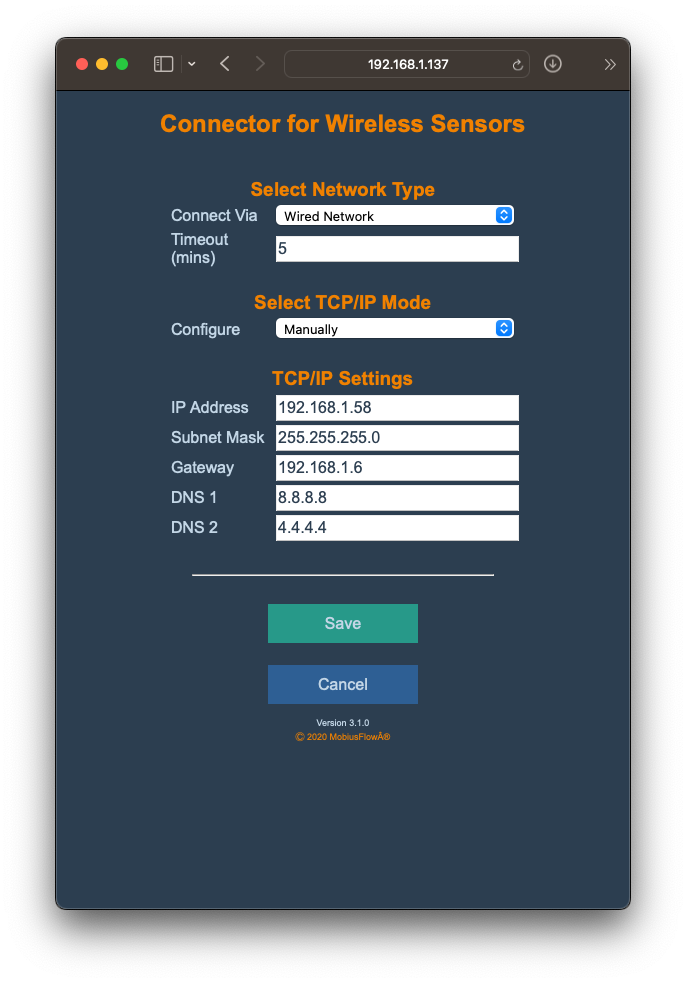 192.168.1.137
Connector for Wireless Sensors
Select Network Type
Connect Via Wired Network
Timeout
(mins) 5
Select TCP/IP Mode
Configure Manually
TCP/IP Settings
IP Address 192.168.1.58
Subnet Mask 255.255.255.0
Gateway 192.168.1.6
DNS 1 8.8.8.8
DNS 2 4.4.4.4
Save
Cancel
Version 3.1.0
© 2020 MobiusFlowÂ®